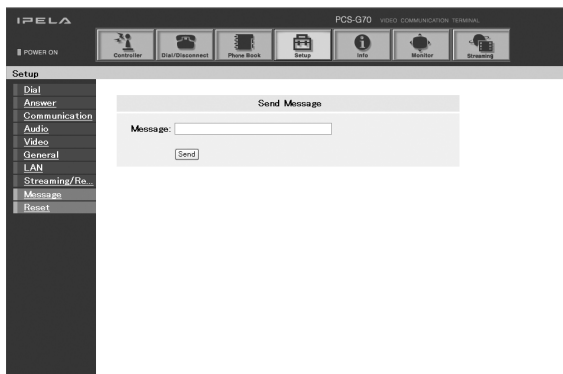 IPELA
PCS-G70 VIDEO COMMUNICATION TERMINAL
POWER ON
Controller
Dial/Disconnect
Phone Book
Setup
Info
Monitor
Streaming
Setup
Dial
Answer
Communication
Audio
Video
General
LAN
Streaming/Re...
Message
Reset
Send Message
Message:
Send